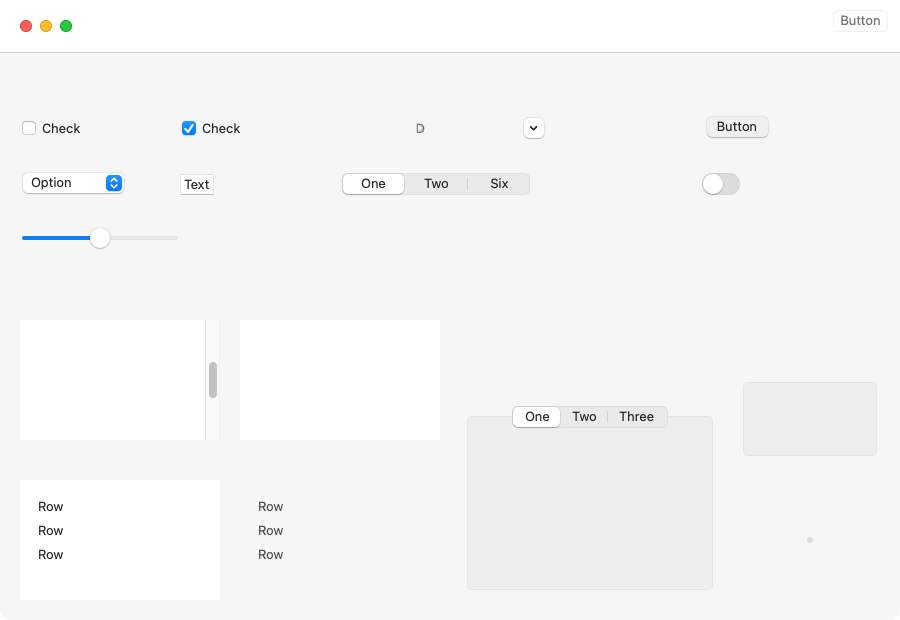 Button
Check
Check
D
Button
Option
Text
One Two Six
One Two Three
Row
Row
Row
Row
Row
Row